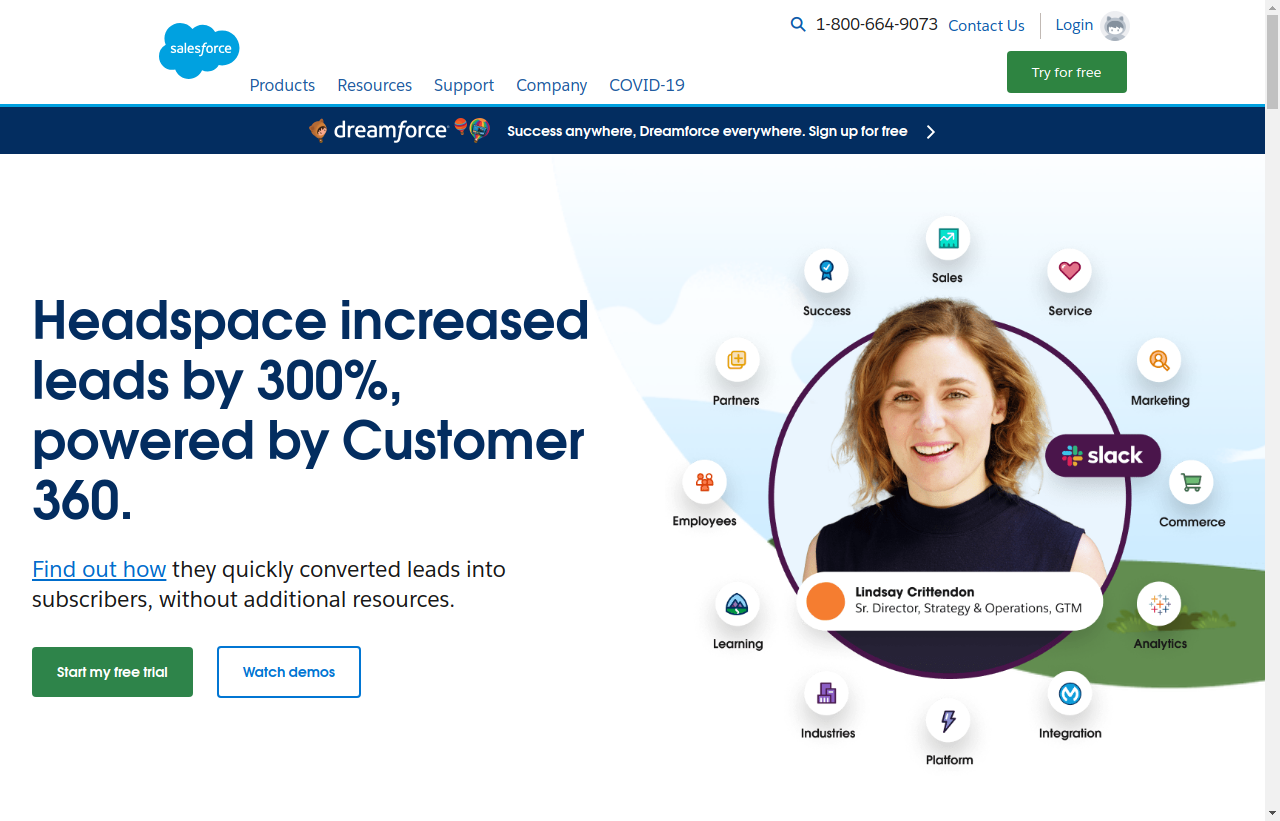 salesforce
1-800-664-9073 Contact Us Login
Products Resources Support Company COVID-19
Try for free
dreamforce Success anywhere, Dreamforce everywhere. Sign up for free
Headspace increased
leads by 300%,
powered by Customer
360.
Find out how they quickly converted leads into
subscribers, without additional resources.
Start my free trial Watch demos
Sales
Success
Service
Partners
Marketing
slack
Employees
Commerce
Lindsay Crittendon
Sr. Director, Strategy & Operations, GTM
Learning
Analytics
Industries
Integration
Platform